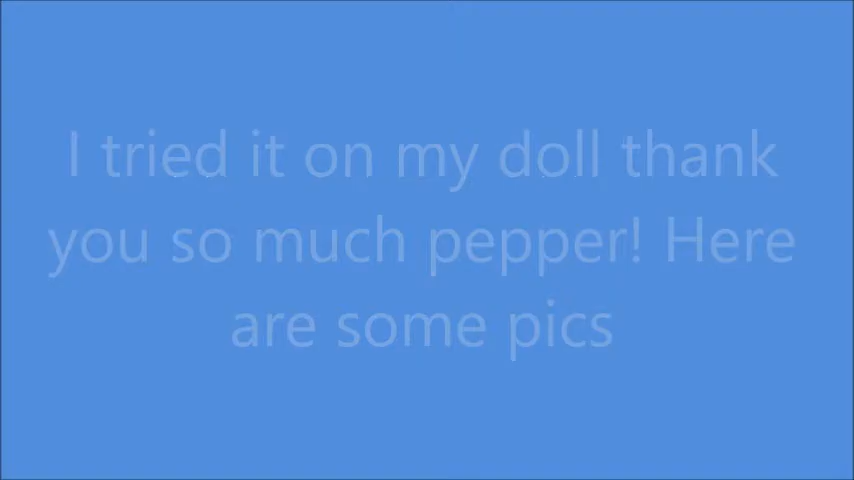 I tried it on my doll thank
you so much pepper! Here
are some pics